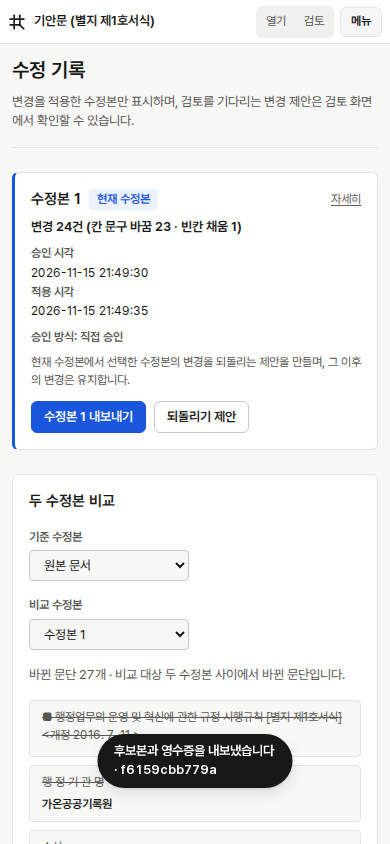 기안문 (별지 제1호서식)
열기 검토 메뉴
수정 기록
변경을 적용한 수정본만 표시하며, 검토를 기다리는 변경 제안은 검토 화면
에서 확인할 수 있습니다.
수정본 1 현재 수정본 자세히
변경 24건 (칸 문구 바꿈 23 · 빈칸 채움 1)
승인 시각
2026-11-15 21:49:30
적용 시각
2026-11-15 21:49:35
승인 방식: 직접 승인
현재 수정본에서 선택한 수정본의 변경을 되돌리는 제안을 만들며, 그 이후
의 변경은 유지합니다.
수정본 1 내보내기 되돌리기 제안
두 수정본 비교
기준 수정본
원본 문서
비교 수정본
수정본 1
바뀐 문단 27개 · 비교 대상 두 수정본 사이에서 바뀐 문단입니다.
■ 행정업무의 운영 및 혁신에 관한 규정 시행규칙 [별지 제1호서식]
<개정 2016. 7. 11.>
후보본과 영수증을 내보냈습니다
· f6159cbb779a
행 정 기 관 명
가온공공기록원